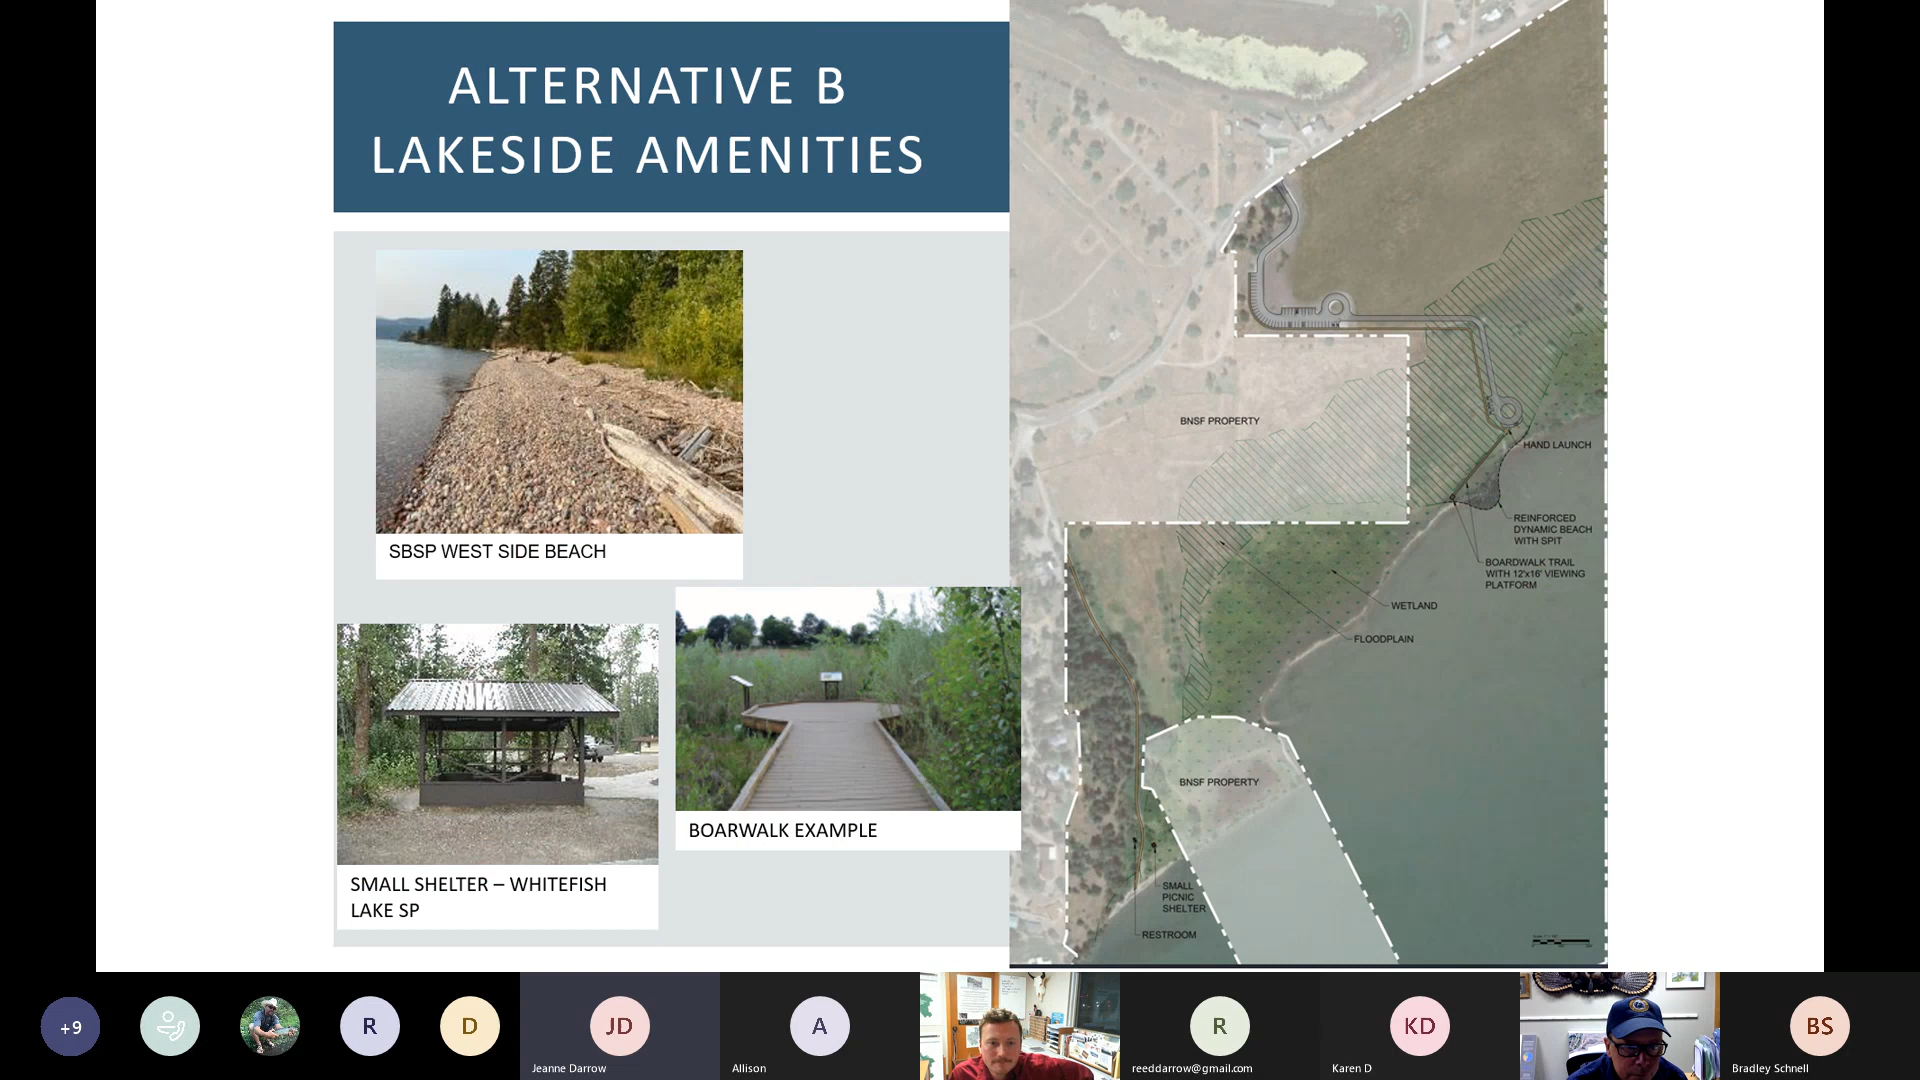 ALTERNATIVE B
LAKESIDE AMENITIES
SBSP WEST SIDE BEACH
SMALL SHELTER – WHITEFISH
LAKE SP
BOARWALK EXAMPLE
BNSF PROPERTY
HAND LAUNCH
REINFORCED
DYNAMIC BEACH
WITH SPIT
BOARDWALK TRAIL
WITH 12'x16' VIEWING
PLATFORM
WETLAND
FLOODPLAIN
BNSF PROPERTY
SMALL
PICNIC
SHELTER
RESTROOM
+9
R
D
JD
Jeanne Darrow
A
Allison
R
reeddarrow@gmail.com
KD
Karen D
BS
Bradley Schnell